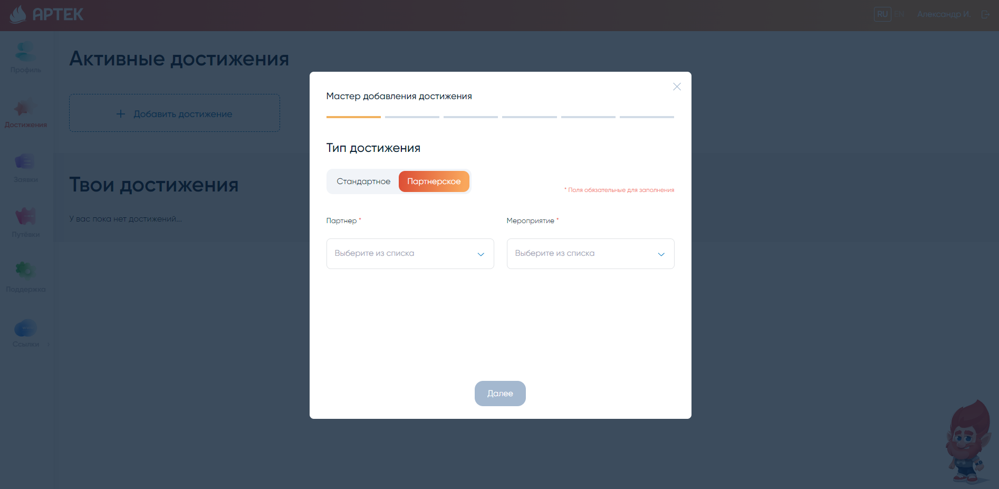 АРТЕК
RU EN
Александр И.
Профиль
Достижения
Заявки
Путёвки
Поддержка
Ссылки
Активные достижения
+ Добавить достижение
Твои достижения
У вас пока нет достижений...
Мастер добавления достижения
Тип достижения
Стандартное Партнерское
* Поля обязательные для заполнения
Партнер * Мероприятие *
Выберите из списка Выберите из списка
Далее